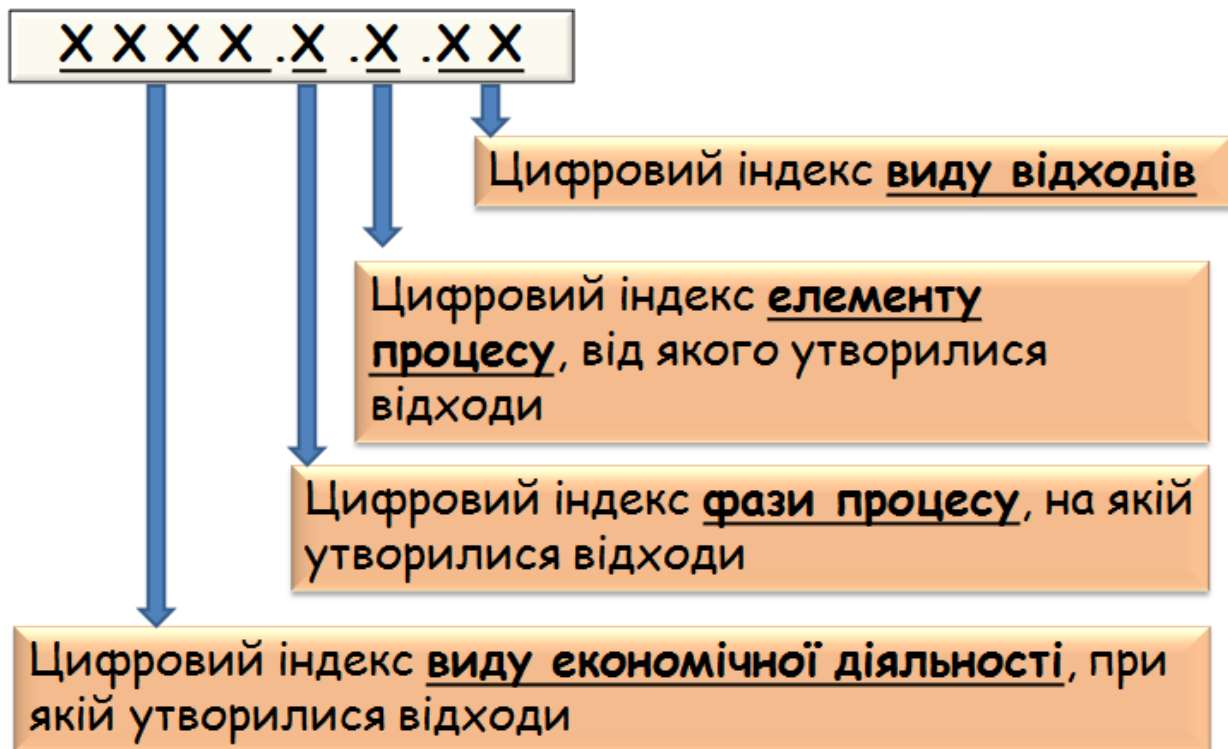 X X X X .X .X .X X
Цифровий індекс виду відходів
Цифровий індекс елементу
процесу, від якого утворилися
відходи
Цифровий індекс фази процесу, на якій
утворилися відходи
Цифровий індекс виду економічної діяльності, при
якій утворилися відходи